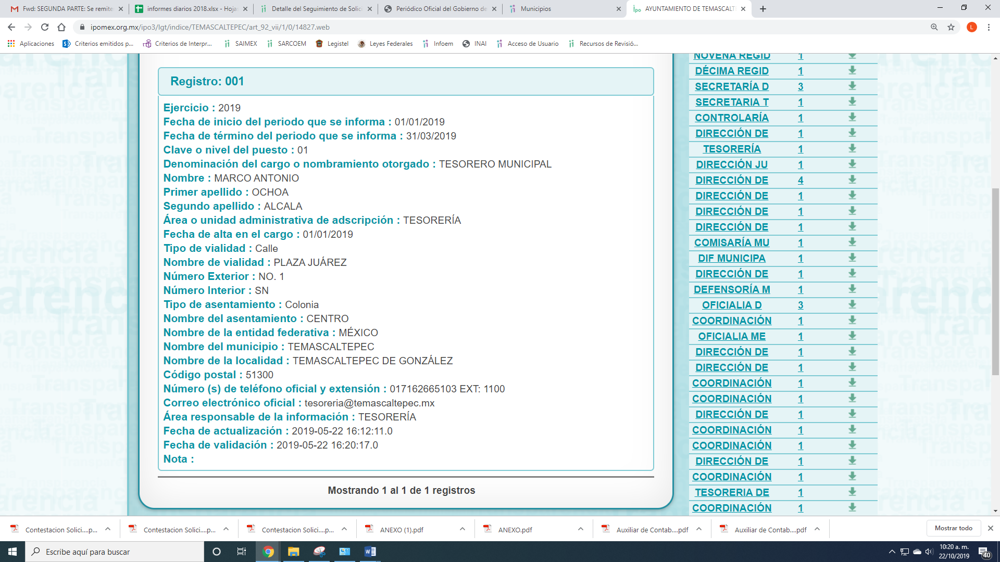 Fwd: SEGUNDA PARTE: Se remite
informes diarios 2018.xlsx - Hoja
Detalle del Seguimiento de Solic
Periódico Oficial del Gobierno de
Municipios
AYUNTAMIENTO DE TEMASCALT
ipomex.org.mx/ipo3/lgt/indice/TEMASCALTEPEC/art_92_vii/1/0/14827.web
L
Aplicaciones
Criterios emitidos p...
Criterios de Interpr...
SAIMEX
SARCOEM
Legistel
Leyes Federales
Infoem
INAI
Acceso de Usuario
Recursos de Revisió...
Registro: 001
Ejercicio : 2019
Fecha de inicio del periodo que se informa : 01/01/2019
Fecha de término del periodo que se informa : 31/03/2019
Clave o nivel del puesto : 01
Denominación del cargo o nombramiento otorgado : TESORERO MUNICIPAL
Nombre : MARCO ANTONIO
Primer apellido : OCHOA
Segundo apellido : ALCALA
Área o unidad administrativa de adscripción : TESORERÍA
Fecha de alta en el cargo : 01/01/2019
Tipo de vialidad : Calle
Nombre de vialidad : PLAZA JUÁREZ
Número Exterior : NO. 1
Número Interior : SN
Tipo de asentamiento : Colonia
Nombre del asentamiento : CENTRO
Nombre de la entidad federativa : MÉXICO
Nombre del municipio : TEMASCALTEPEC
Nombre de la localidad : TEMASCALTEPEC DE GONZÁLEZ
Código postal : 51300
Número (s) de teléfono oficial y extensión : 017162665103 EXT: 1100
Correo electrónico oficial : tesoreria@temascaltepec.mx
Área responsable de la información : TESORERÍA
Fecha de actualización : 2019-05-22 16:12:11.0
Fecha de validación : 2019-05-22 16:20:17.0
Nota :
Mostrando 1 al 1 de 1 registros
NOVENA REGID 1
DÉCIMA REGID 1
SECRETARÍA D 3
SECRETARIA T 1
CONTROLARÍA 1
DIRECCIÓN DE 1
TESORERÍA 1
DIRECCIÓN JU 1
DIRECCIÓN DE 4
DIRECCIÓN DE 1
DIRECCIÓN DE 1
DIRECCIÓN DE 1
COMISARÍA MU 1
DIF MUNICIPA 1
DIRECCIÓN DE 1
DEFENSORÍA M 1
OFICIALIA D 3
COORDINACIÓN 1
OFICIALIA ME 1
DIRECCIÓN DE 1
DIRECCIÓN DE 1
COORDINACIÓN 1
COORDINACIÓN 1
DIRECCIÓN DE 1
COORDINACIÓN 1
COORDINACIÓN 1
DIRECCIÓN DE 1
COORDINACIÓN 1
TESORERIA DE 1
COORDINACIÓN 1
Contestacion Solici....p...
Contestacion Solici....p...
Contestacion Solici....p...
ANEXO (1).pdf
ANEXO.pdf
Auxiliar de Contab....pdf
Auxiliar de Contab....pdf
Mostrar todo
Escribe aquí para buscar
10:20 a. m.
22/10/2019
40